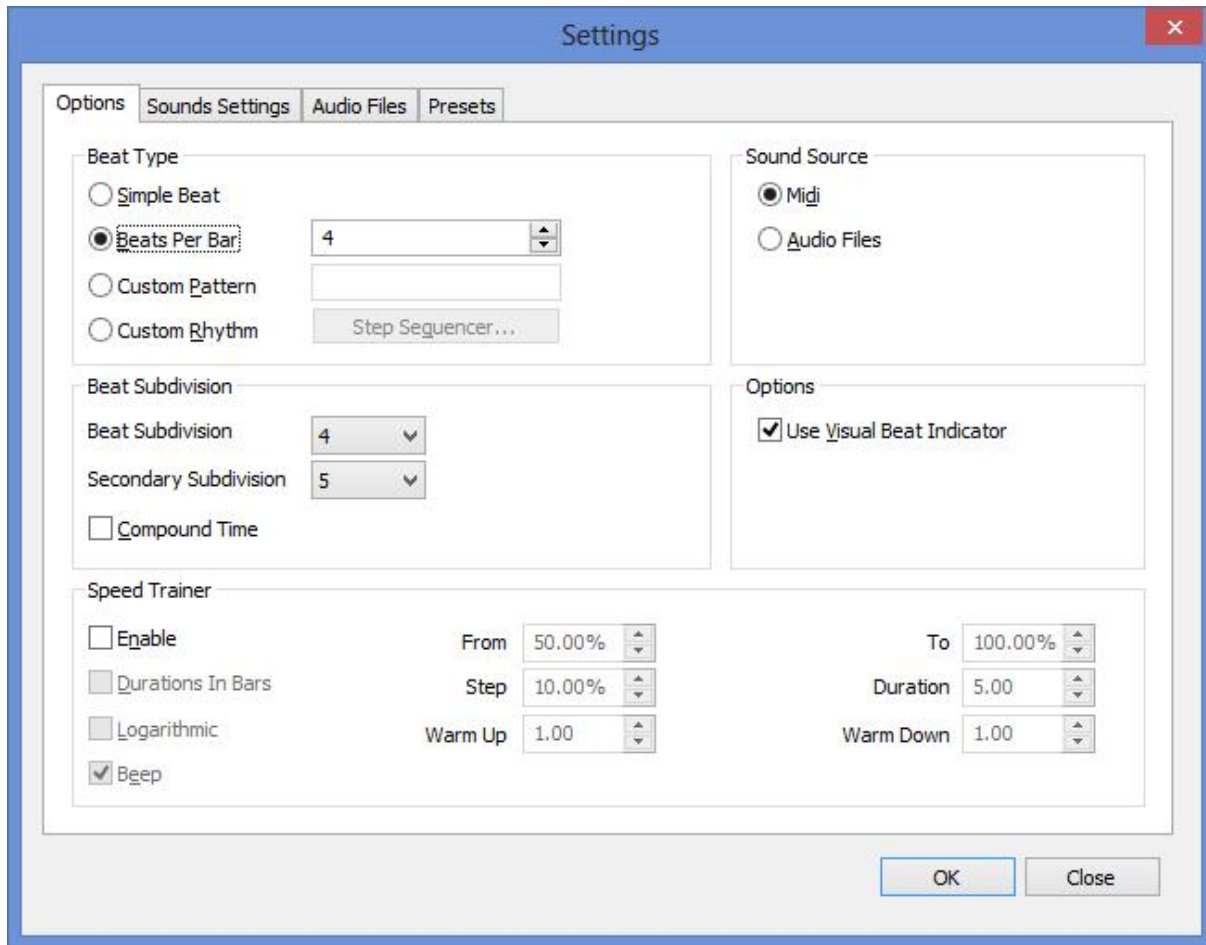 Settings
Options Sounds Settings Audio Files Presets
Beat Type
Simple Beat
Beats Per Bar 4
Custom Pattern
Custom Rhythm Step Sequencer...
Sound Source
Midi
Audio Files
Beat Subdivision
Beat Subdivision 4
Secondary Subdivision 5
Compound Time
Options
Use Visual Beat Indicator
Speed Trainer
Enable From 50.00% To 100.00%
Durations In Bars Step 10.00% Duration 5.00
Logarithmic Warm Up 1.00 Warm Down 1.00
Beep
OK Close